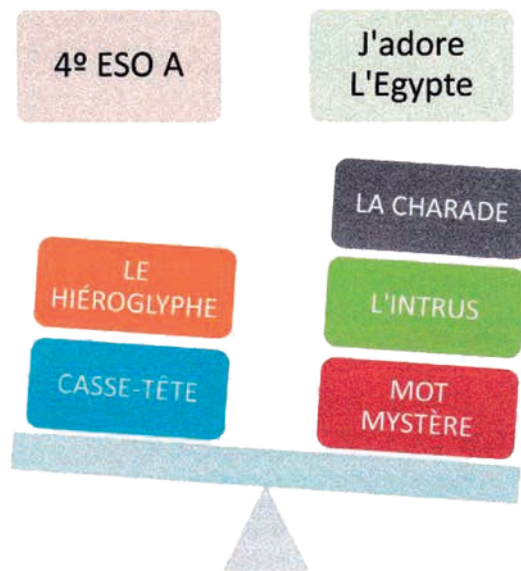 4º ESO A
J'adore
L'Egypte
LA CHARADE
LE
HIÉROGLYPHE
L'INTRUS
CASSE-TÊTE
MOT
MYSTÈRE